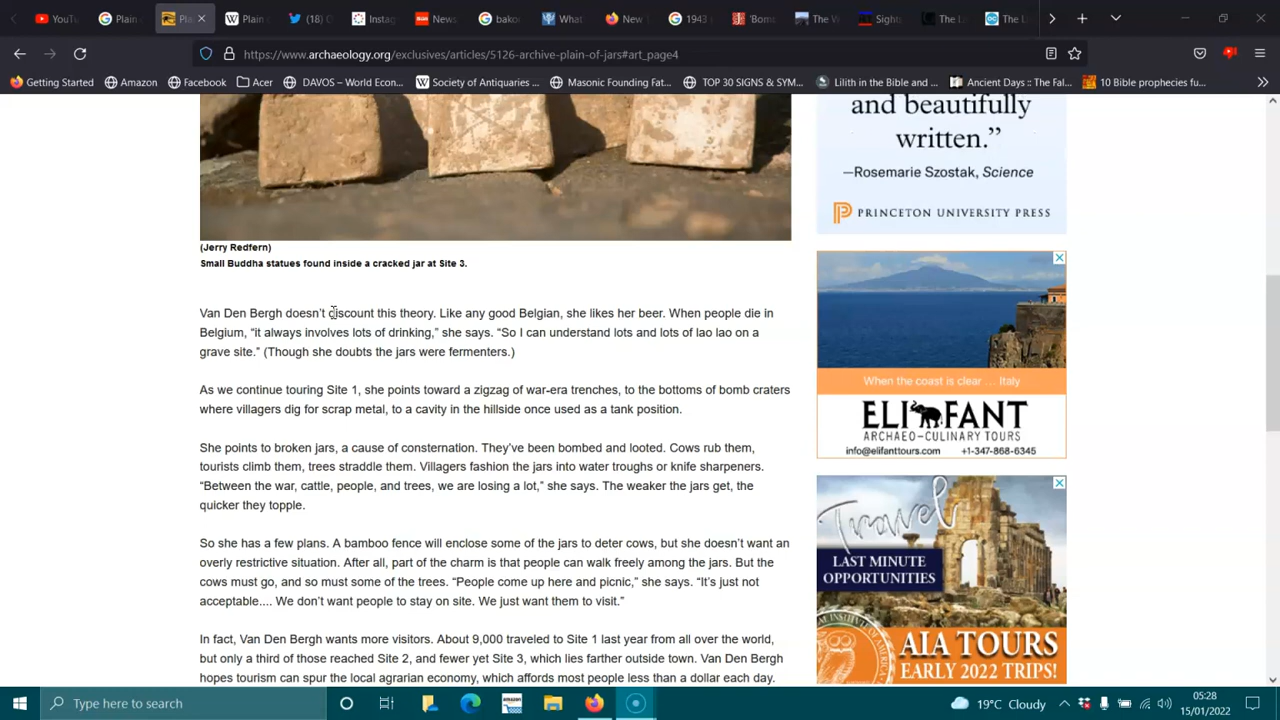 YouTu
Plain o
Plai
Plain o
(18) C
Instag
News
bako
What
New T
1943 i
'Bom
The W
Sight
The L
The L
https://www.archaeology.org/exclusives/articles/5126-archive-plain-of-jars#art_page4
Getting Started
Amazon
Facebook
Acer
DAVOS – World Econ...
Society of Antiquaries ...
Masonic Founding Fat...
TOP 30 SIGNS & SYM...
Lilith in the Bible and ...
Ancient Days :: The Fal...
10 Bible prophecies fu...
(Jerry Redfern)
Small Buddha statues found inside a cracked jar at Site 3.
Van Den Bergh doesn't discount this theory. Like any good Belgian, she likes her beer. When people die in
Belgium, "it always involves lots of drinking," she says. "So I can understand lots and lots of lao lao on a
grave site." (Though she doubts the jars were fermenters.)
As we continue touring Site 1, she points toward a zigzag of war-era trenches, to the bottoms of bomb craters
where villagers dig for scrap metal, to a cavity in the hillside once used as a tank position.
She points to broken jars, a cause of consternation. They've been bombed and looted. Cows rub them,
tourists climb them, trees straddle them. Villagers fashion the jars into water troughs or knife sharpeners.
"Between the war, cattle, people, and trees, we are losing a lot," she says. The weaker the jars get, the
quicker they topple.
So she has a few plans. A bamboo fence will enclose some of the jars to deter cows, but she doesn't want an
overly restrictive situation. After all, part of the charm is that people can walk freely among the jars. But the
cows must go, and so must some of the trees. "People come up here and picnic," she says. "It's just not
acceptable.... We don't want people to stay on site. We just want them to visit."
In fact, Van Den Bergh wants more visitors. About 9,000 traveled to Site 1 last year from all over the world,
but only a third of those reached Site 2, and fewer yet Site 3, which lies farther outside town. Van Den Bergh
hopes tourism can spur the local agrarian economy, which affords most people less than a dollar each day.
and beautifully
written."
—Rosemarie Szostak, Science
PRINCETON UNIVERSITY PRESS
When the coast is clear ... Italy
ELIFANT
ARCHAEO-CULINARY TOURS
info@elifanttours.com +1-347-868-6345
Travel
LAST MINUTE
OPPORTUNITIES
AIA TOURS
EARLY 2022 TRIPS!
Type here to search
19°C Cloudy
05:28
15/01/2022